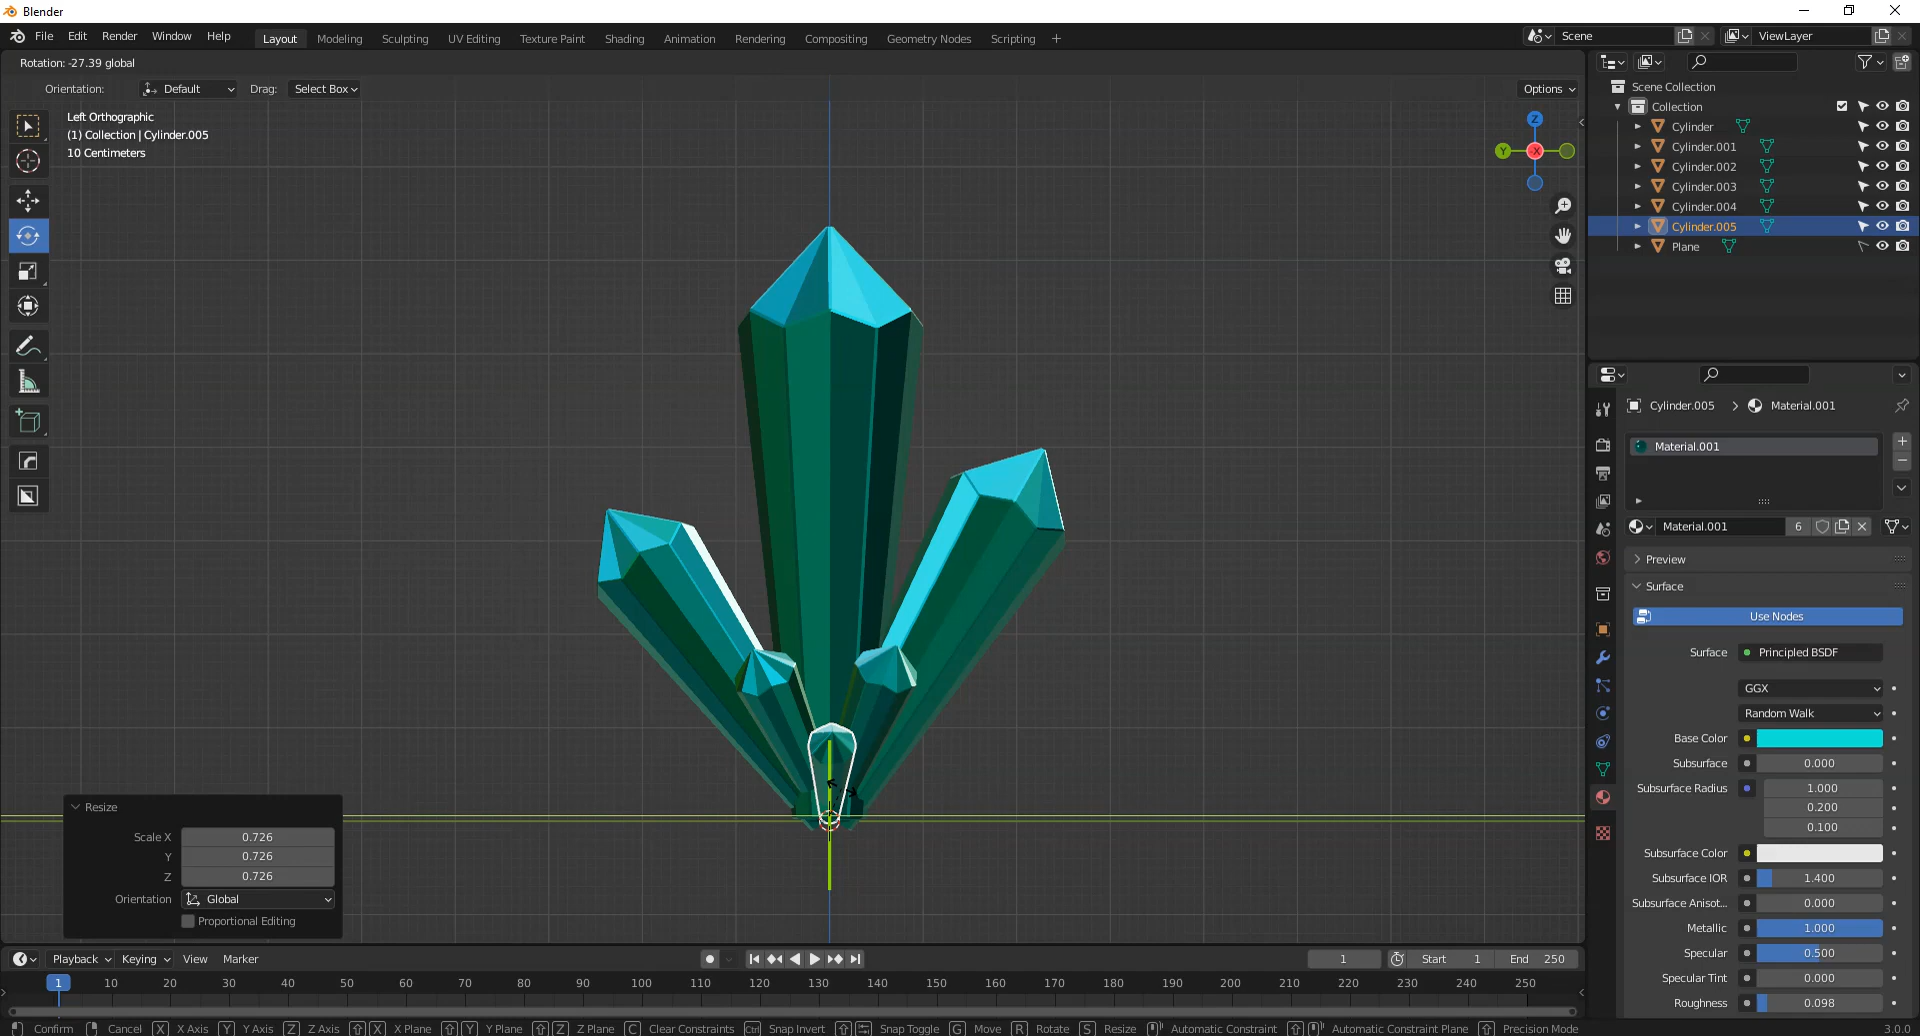 Blender
File Edit Render Window Help Layout Modeling Sculpting UV Editing Texture Paint Shading Animation Rendering Compositing Geometry Nodes Scripting + Scene ViewLayer
Rotation: -27.39 global
Orientation: Default Drag: Select Box Options
Left Orthographic
(1) Collection | Cylinder.005
10 Centimeters
Z
Y
X
Scene Collection
Collection
Cylinder
Cylinder.001
Cylinder.002
Cylinder.003
Cylinder.004
Cylinder.005
Plane
Cylinder.005 > Material.001
Material.001
Material.001 6
Preview
Surface
Use Nodes
Surface Principled BSDF
GGX
Random Walk
Base Color
Subsurface 0.000
Subsurface Radius 1.000
0.200
0.100
Subsurface Color
Subsurface IOR 1.400
Subsurface Anisot... 0.000
Metallic 1.000
Specular 0.500
Specular Tint 0.000
Roughness 0.098
Resize
Scale X 0.726
Y 0.726
Z 0.726
Orientation Global
Proportional Editing
Playback Keying View Marker 1 Start 1 End 250
1 10 20 30 40 50 60 70 80 90 100 110 120 130 140 150 160 170 180 190 200 210 220 230 240 250
Confirm Cancel X X Axis Y Y Axis Z Z Axis X X Plane Y Y Plane Z Z Plane C Clear Constraints Ctrl Snap Invert Snap Toggle G Move R Rotate S Resize Automatic Constraint Automatic Constraint Plane Precision Mode 3.0.0